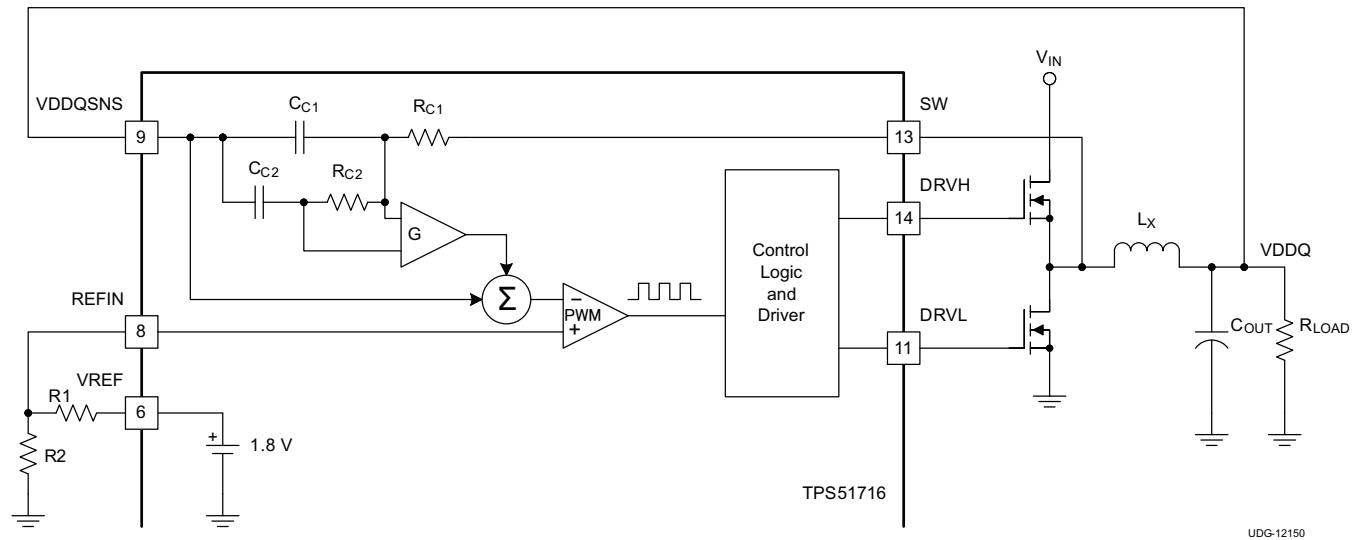 VIN
VDDQSNS
CC1
RC1
SW
9
13
CC2
RC2
DRVH
G
14
LX
VDDQ
Control
Logic
and
Driver
REFIN
Σ
−
PWM
+
DRVL
8
11
COUT
RLOAD
VREF
R1
6
R2
+
1.8 V
TPS51716
UDG-12150